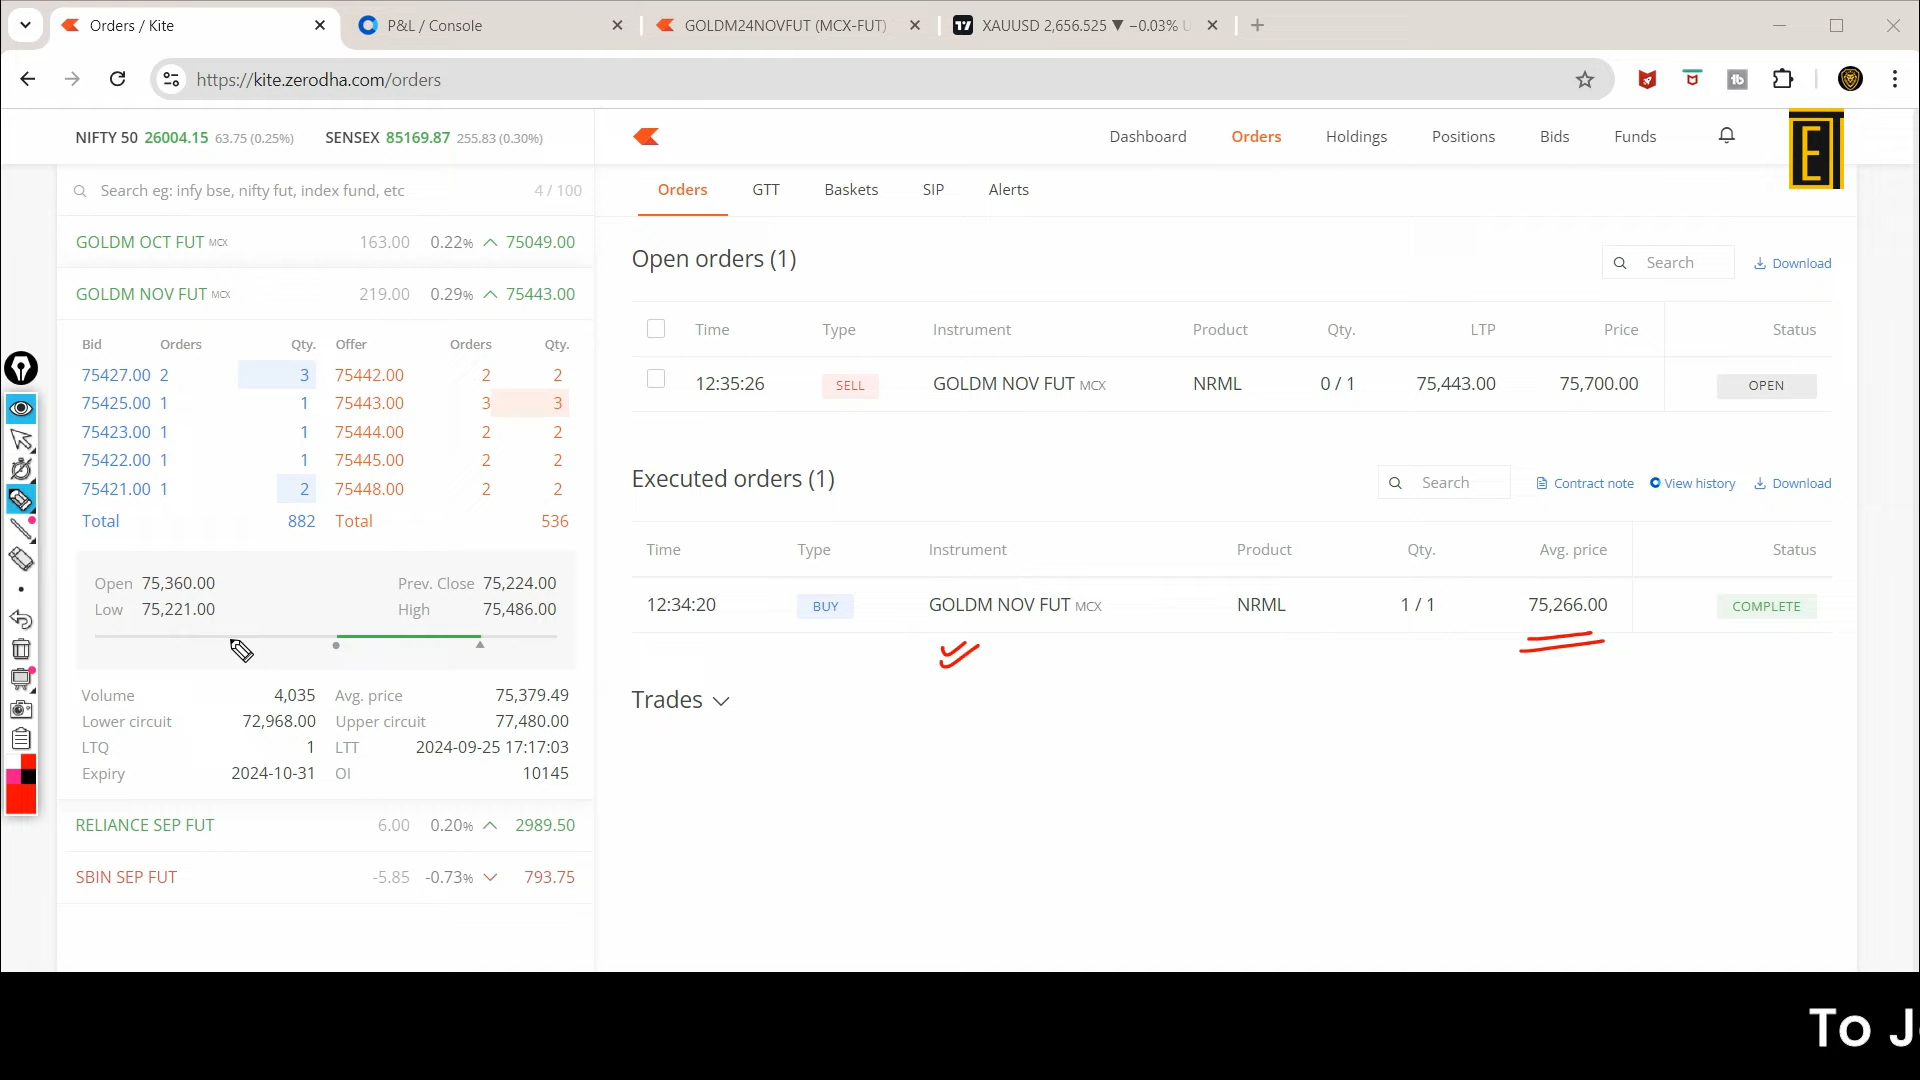 Orders / Kite
P&L / Console
GOLDM24NOVFUT (MCX-FUT)
XAUUSD 2,656.525 ▼ −0.03% U
https://kite.zerodha.com/orders
NIFTY 50 26004.15 63.75 (0.25%) SENSEX 85169.87 255.83 (0.30%)
Dashboard Orders Holdings Positions Bids Funds
E
Search eg: infy bse, nifty fut, index fund, etc 4 / 100
Orders GTT Baskets SIP Alerts
GOLDM OCT FUT MCX 163.00 0.22% 75049.00
GOLDM NOV FUT MCX 219.00 0.29% 75443.00
Bid Orders Qty. Offer Orders Qty.
75427.00 2 3 75442.00 2 2
75425.00 1 1 75443.00 3 3
75423.00 1 1 75444.00 2 2
75422.00 1 1 75445.00 2 2
75421.00 1 2 75448.00 2 2
Total 882 Total 536
Open 75,360.00 Prev. Close 75,224.00
Low 75,221.00 High 75,486.00
Volume 4,035 Avg. price 75,379.49
Lower circuit 72,968.00 Upper circuit 77,480.00
LTQ 1 LTT 2024-09-25 17:17:03
Expiry 2024-10-31 OI 10145
RELIANCE SEP FUT 6.00 0.20% 2989.50
SBIN SEP FUT -5.85 -0.73% 793.75
Open orders (1) Search Download
Time Type Instrument Product Qty. LTP Price Status
12:35:26 SELL GOLDM NOV FUT MCX NRML 0 / 1 75,443.00 75,700.00 OPEN
Executed orders (1) Search Contract note View history Download
Time Type Instrument Product Qty. Avg. price Status
12:34:20 BUY GOLDM NOV FUT MCX NRML 1 / 1 75,266.00 COMPLETE
Trades
To J